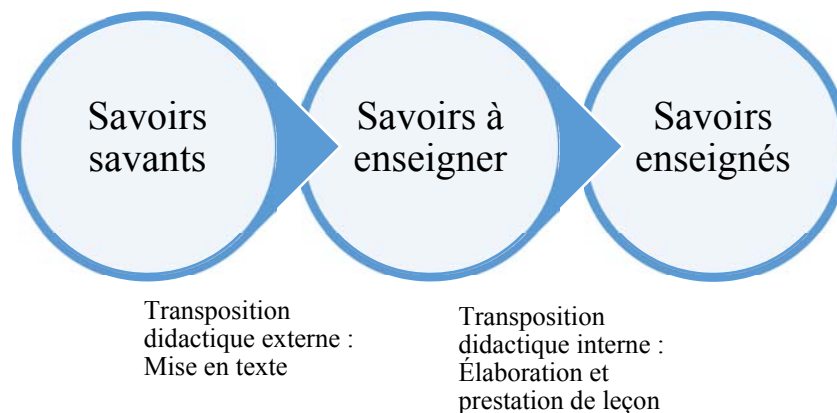 Savoirs
savants
Savoirs à
enseigner
Savoirs
enseignés
Transposition
didactique externe :
Mise en texte
Transposition
didactique interne :
Élaboration et
prestation de leçon